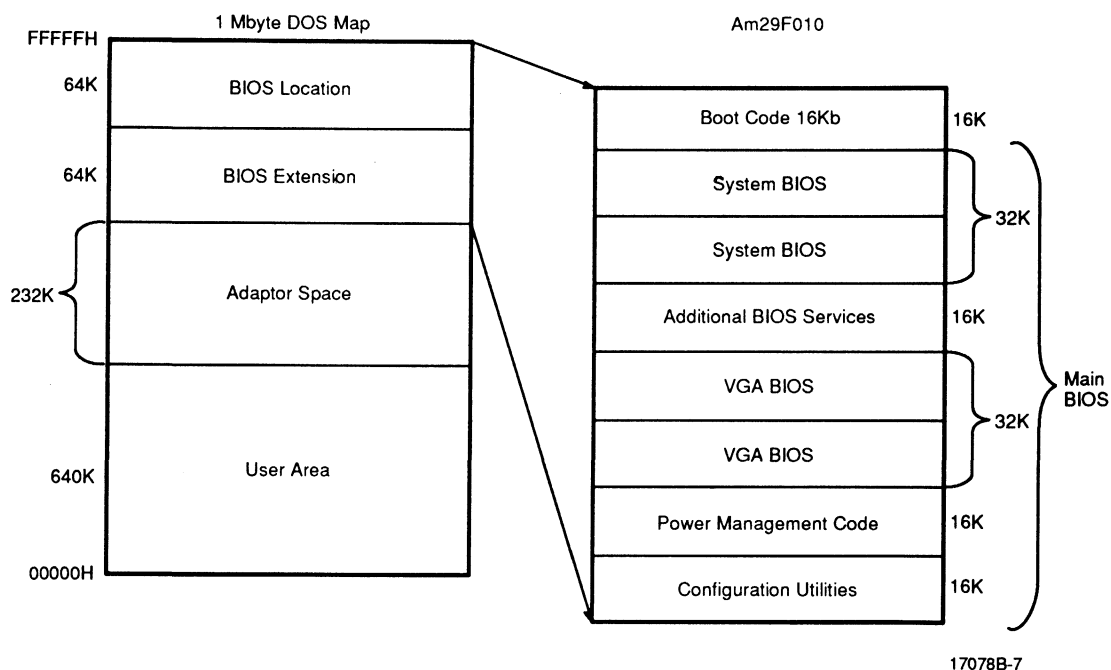 1 Mbyte DOS Map
FFFFFH
64K
BIOS Location
64K
BIOS Extension
232K
Adaptor Space
640K
User Area
00000H
Am29F010
Boot Code 16Kb
16K
System BIOS
System BIOS
32K
Additional BIOS Services
16K
VGA BIOS
VGA BIOS
32K
Power Management Code
16K
Configuration Utilities
16K
Main
BIOS
17078B-7